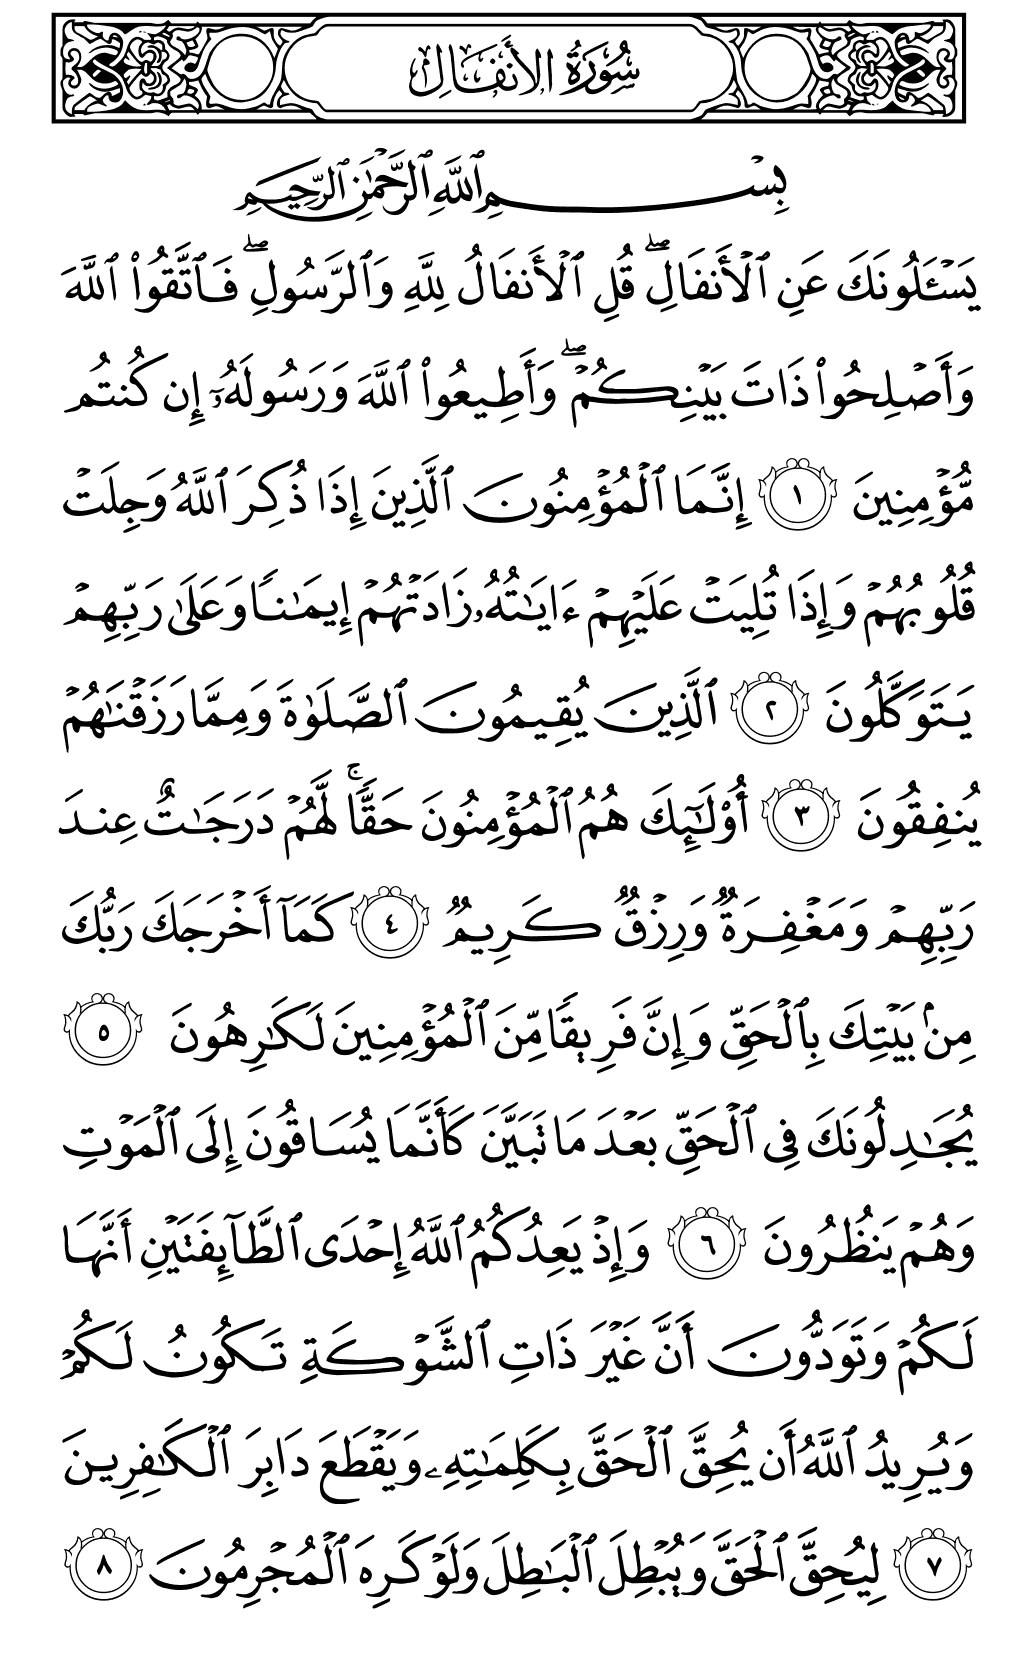 سُورَةُ الأَنفَالِ
بِسْمِ ٱللَّهِ ٱلرَّحْمَٰنِ ٱلرَّحِيمِ
يَسْـَٔلُونَكَ عَنِ ٱلْأَنفَالِ ۖ قُلِ ٱلْأَنفَالُ لِلَّهِ وَٱلرَّسُولِ ۖ فَٱتَّقُوا۟ ٱللَّهَ
وَأَصْلِحُوا۟ ذَاتَ بَيْنِكُمْ ۖ وَأَطِيعُوا۟ ٱللَّهَ وَرَسُولَهُۥٓ إِن كُنتُم
مُّؤْمِنِينَ ١ إِنَّمَا ٱلْمُؤْمِنُونَ ٱلَّذِينَ إِذَا ذُكِرَ ٱللَّهُ وَجِلَتْ
قُلُوبُهُمْ وَإِذَا تُلِيَتْ عَلَيْهِمْ ءَايَٰتُهُۥ زَادَتْهُمْ إِيمَٰنًا وَعَلَىٰ رَبِّهِمْ
يَتَوَكَّلُونَ ٢ ٱلَّذِينَ يُقِيمُونَ ٱلصَّلَوٰةَ وَمِمَّا رَزَقْنَٰهُمْ
يُنفِقُونَ ٣ أُو۟لَٰٓئِكَ هُمُ ٱلْمُؤْمِنُونَ حَقًّا ۚ لَّهُمْ دَرَجَٰتٌ عِندَ
رَبِّهِمْ وَمَغْفِرَةٌ وَرِزْقٌ كَرِيمٌ ٤ كَمَآ أَخْرَجَكَ رَبُّكَ
مِنۢ بَيْتِكَ بِٱلْحَقِّ وَإِنَّ فَرِيقًا مِّنَ ٱلْمُؤْمِنِينَ لَكَٰرِهُونَ ٥
يُجَٰدِلُونَكَ فِى ٱلْحَقِّ بَعْدَ مَا تَبَيَّنَ كَأَنَّمَا يُسَاقُونَ إِلَى ٱلْمَوْتِ
وَهُمْ يَنظُرُونَ ٦ وَإِذْ يَعِدُكُمُ ٱللَّهُ إِحْدَى ٱلطَّآئِفَتَيْنِ أَنَّهَا
لَكُمْ وَتَوَدُّونَ أَنَّ غَيْرَ ذَاتِ ٱلشَّوْكَةِ تَكُونُ لَكُمْ
وَيُرِيدُ ٱللَّهُ أَن يُحِقَّ ٱلْحَقَّ بِكَلِمَٰتِهِۦ وَيَقْطَعَ دَابِرَ ٱلْكَٰفِرِينَ
٧ لِيُحِقَّ ٱلْحَقَّ وَيُبْطِلَ ٱلْبَٰطِلَ وَلَوْ كَرِهَ ٱلْمُجْرِمُونَ ٨